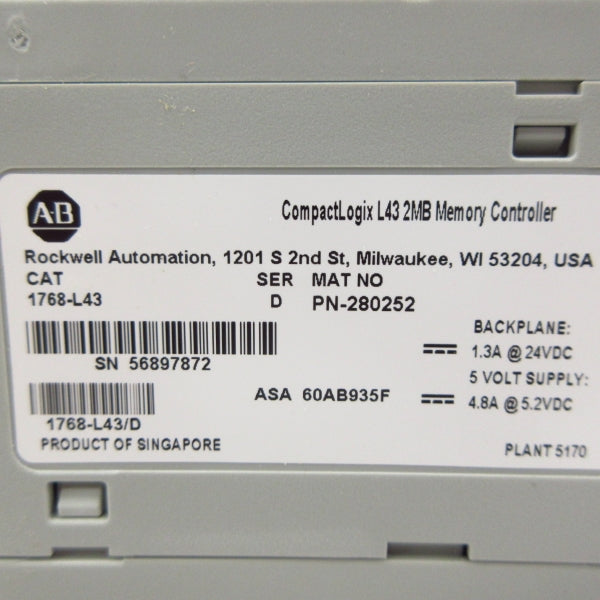 AB
CompactLogix L43 2MB Memory Controller
Rockwell Automation, 1201 S 2nd St, Milwaukee, WI 53204, USA
CAT SER MAT NO
1768-L43 D PN-280252
SN 56897872
BACKPLANE:
1.3A @ 24VDC
5 VOLT SUPPLY:
ASA 60AB935F 4.8A @ 5.2VDC
1768-L43/D
PRODUCT OF SINGAPORE
PLANT 5170